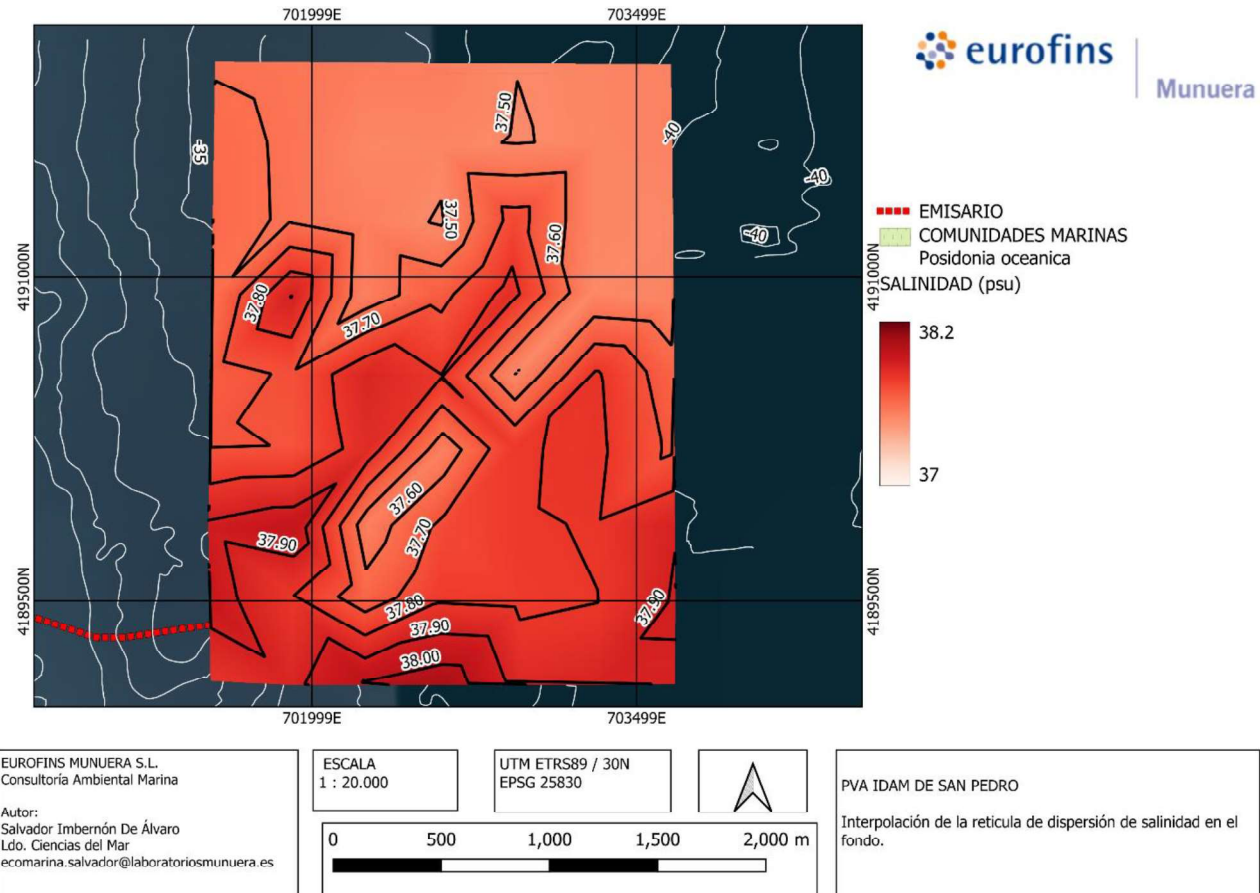 701999E
703499E
eurofins
Munuera
37.50
-40
-35
-40
37.50
-40
37.60
EMISARIO
COMUNIDADES MARINAS
Posidonia oceanica
SALINIDAD (psu)
4191000N
4191000N
37.80
37.70
38.2
37
37.60
37.70
37.90
4189500N
4189500N
37.80
37.90
37.90
38.00
701999E
703499E
EUROFINS MUNUERA S.L.
Consultoría Ambiental Marina
Autor:
Salvador Imbernón De Álvaro
Ldo. Ciencias del Mar
ecomarina.salvador@laboratoriosmunuera.es
ESCALA
1 : 20.000
UTM ETRS89 / 30N
EPSG 25830
0 500 1,000 1,500 2,000 m
PVA IDAM DE SAN PEDRO
Interpolación de la reticula de dispersión de salinidad en el
fondo.